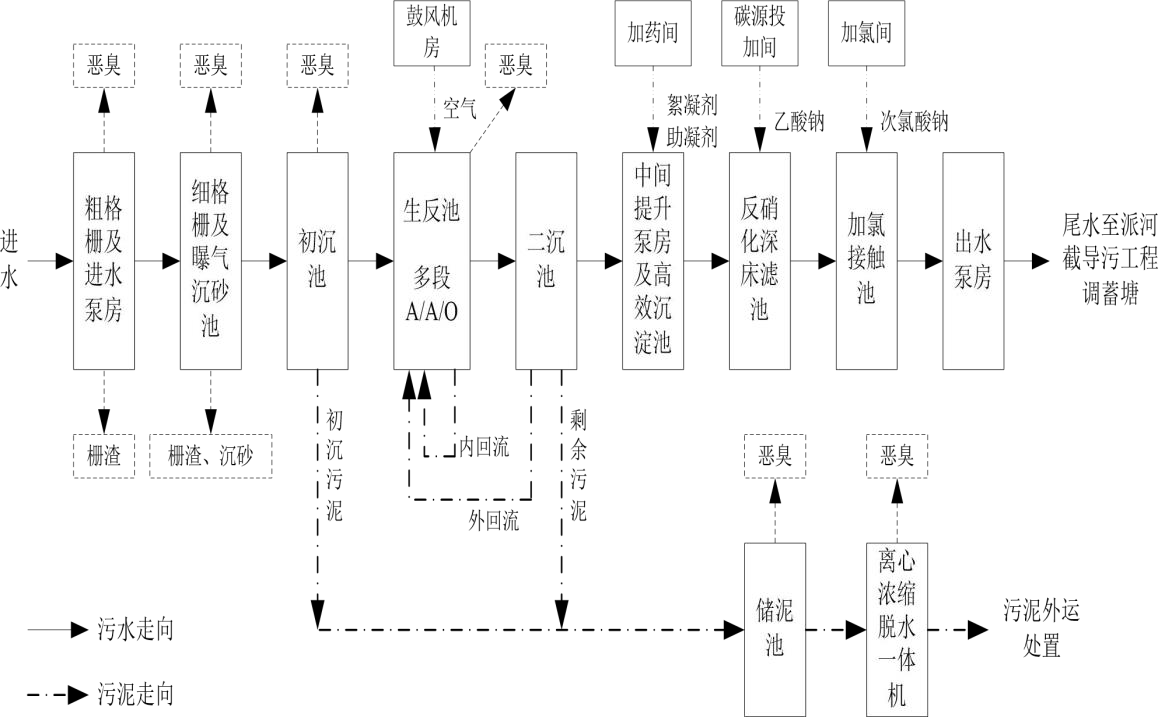 鼓风机
房
加药间
碳源投
加间
加氯间
恶臭
恶臭
恶臭
恶臭
空气
絮凝剂
助凝剂
乙酸钠
次氯酸钠
进
水
粗格
栅及
进水
泵房
细格
栅及
曝气
沉砂
池
初沉
池
生反池
多段
A/A/O
二沉
池
中间
提升
泵房
及高
效沉
淀池
反硝
化深
床滤
池
加氯
接触
池
出水
泵房
尾水至派河
截导污工程
调蓄塘
栅渣
栅渣、沉砂
初
沉
污
泥
内回流
外回流
剩
余
污
泥
恶臭
恶臭
储泥
池
离心
浓缩
脱水
一体
机
污泥外运
处置
污水走向
污泥走向